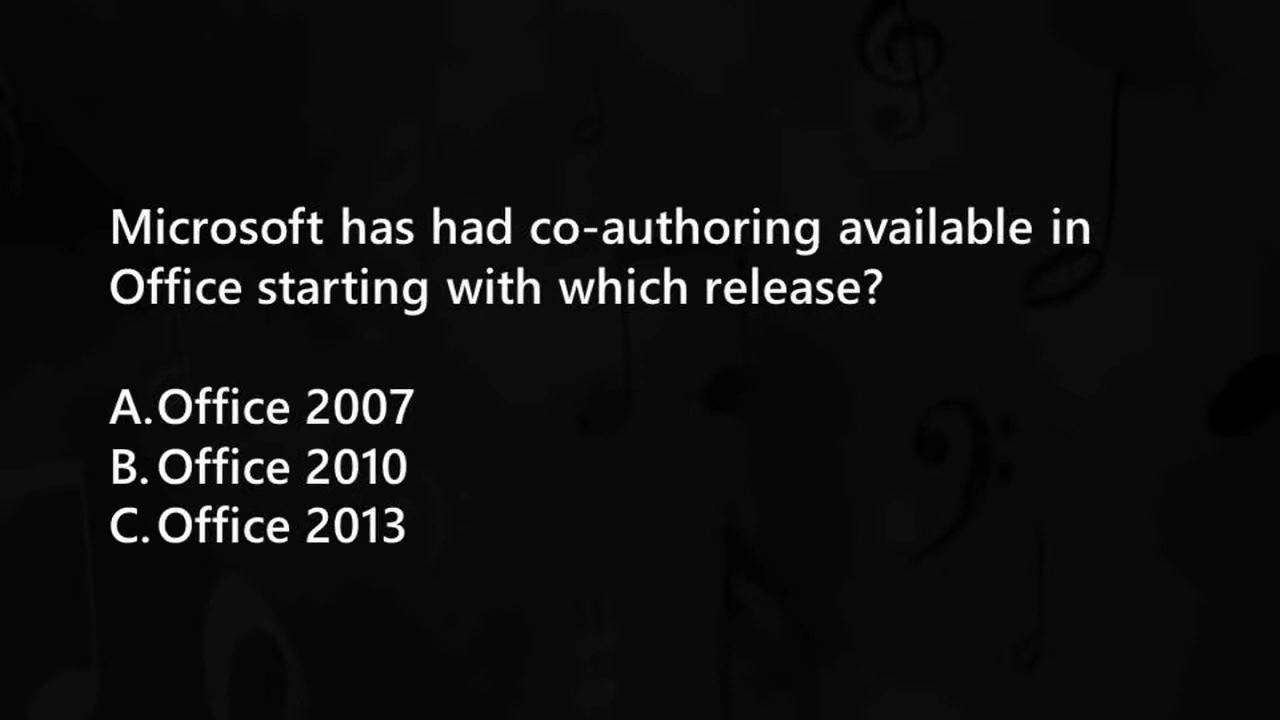 Microsoft has had co-authoring available in
Office starting with which release?
A. Office 2007
B. Office 2010
C. Office 2013